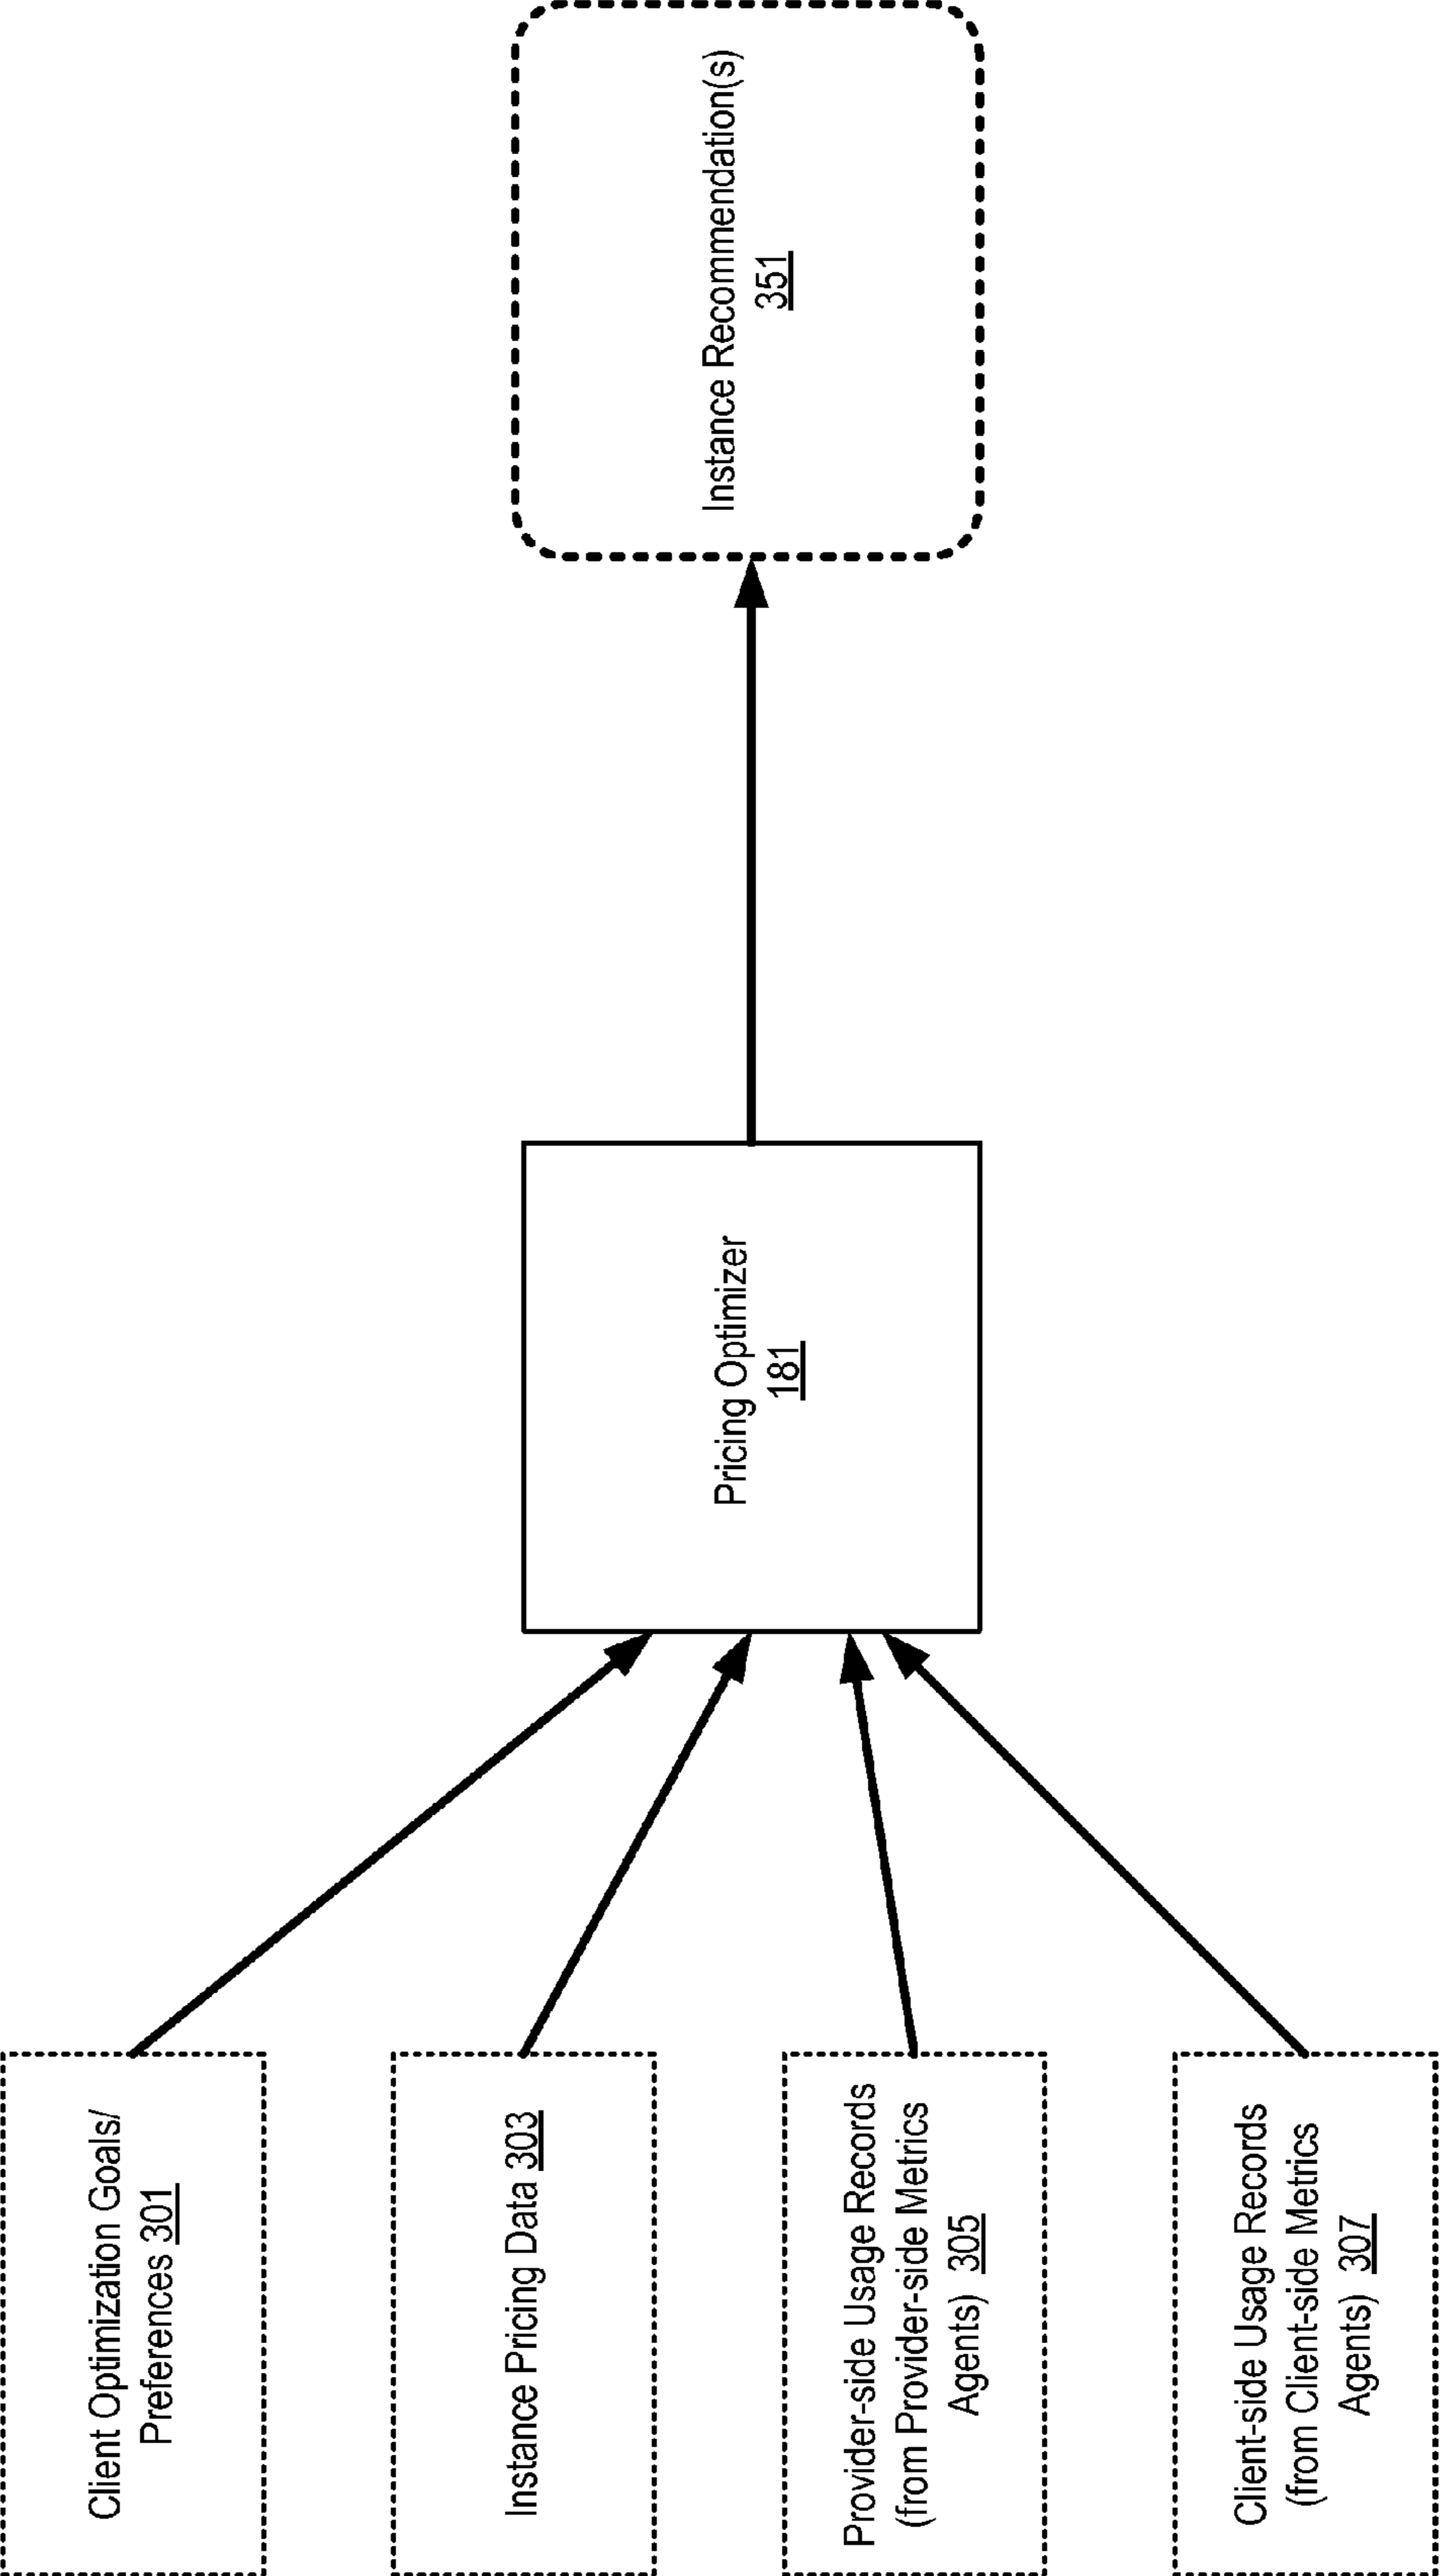 Client Optimization Goals/
Preferences 301
Instance Pricing Data 303
Provider-side Usage Records
(from Provider-side Metrics
Agents) 305
Client-side Usage Records
(from Client-side Metrics
Agents) 307
Pricing Optimizer
181
Instance Recommendation(s)
351